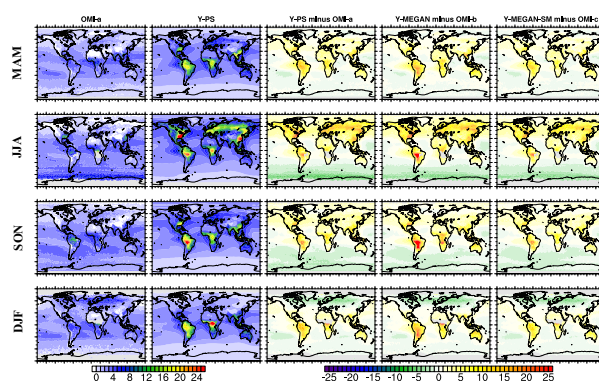 OMI-a Y-PS Y-PS minus OMI-a Y-MEGAN minus OMI-b Y-MEGAN-SM minus OMI-c
MAM
JJA
SON
DJF
0 4 8 12 16 20 24 -25 -20 -15 -10 -5 0 5 10 15 20 25